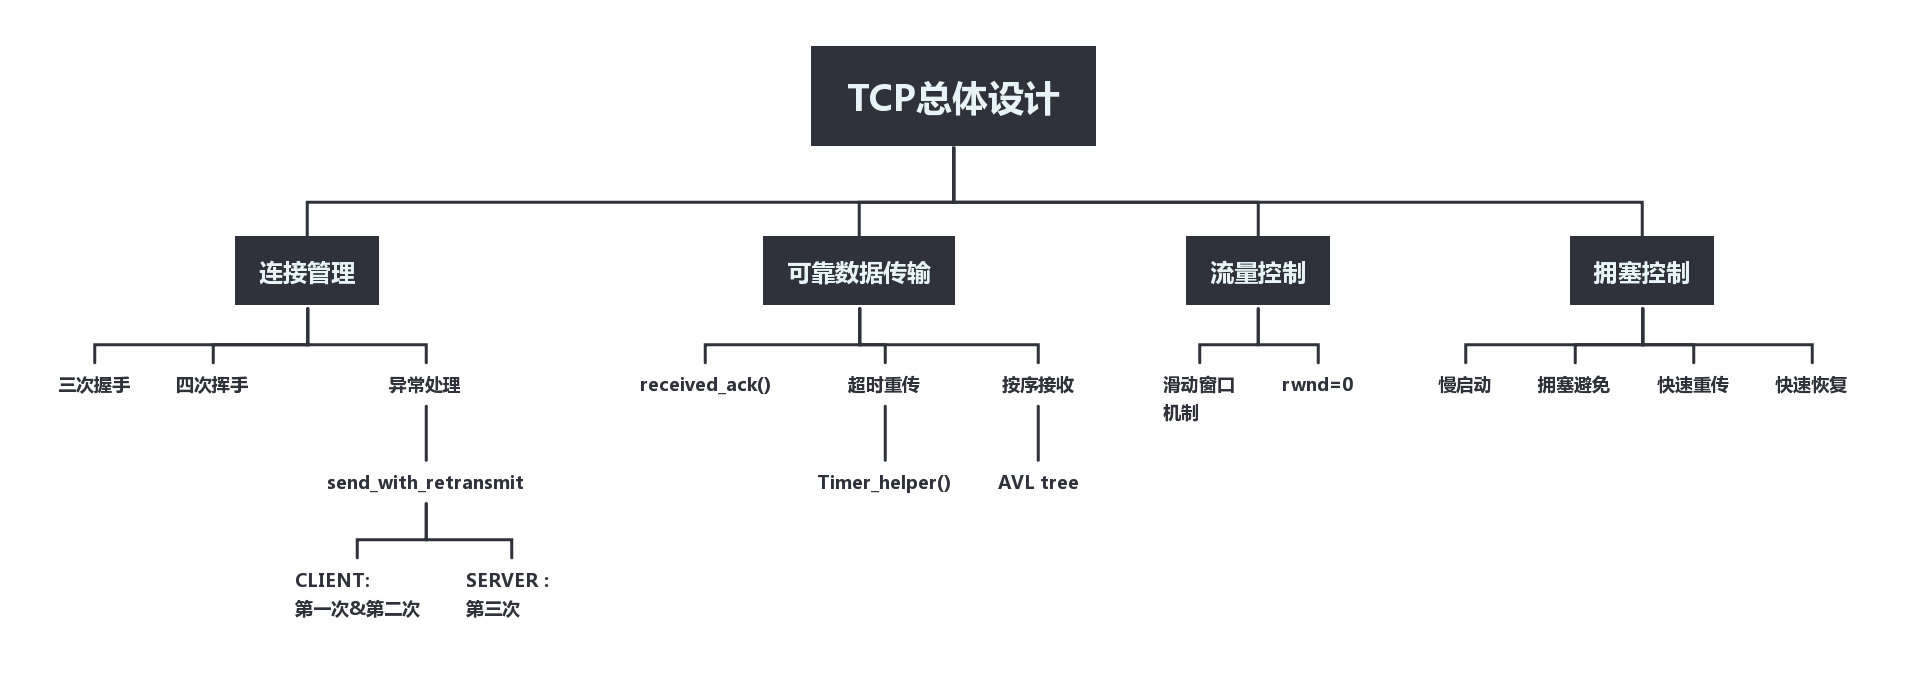 TCP总体设计
连接管理
可靠数据传输
流量控制
拥塞控制
三次握手
四次挥手
异常处理
received_ack()
超时重传
按序接收
滑动窗口
机制
rwnd=0
慢启动
拥塞避免
快速重传
快速恢复
send_with_retransmit
Timer_helper()
AVL tree
CLIENT:
第一次&第二次
SERVER :
第三次